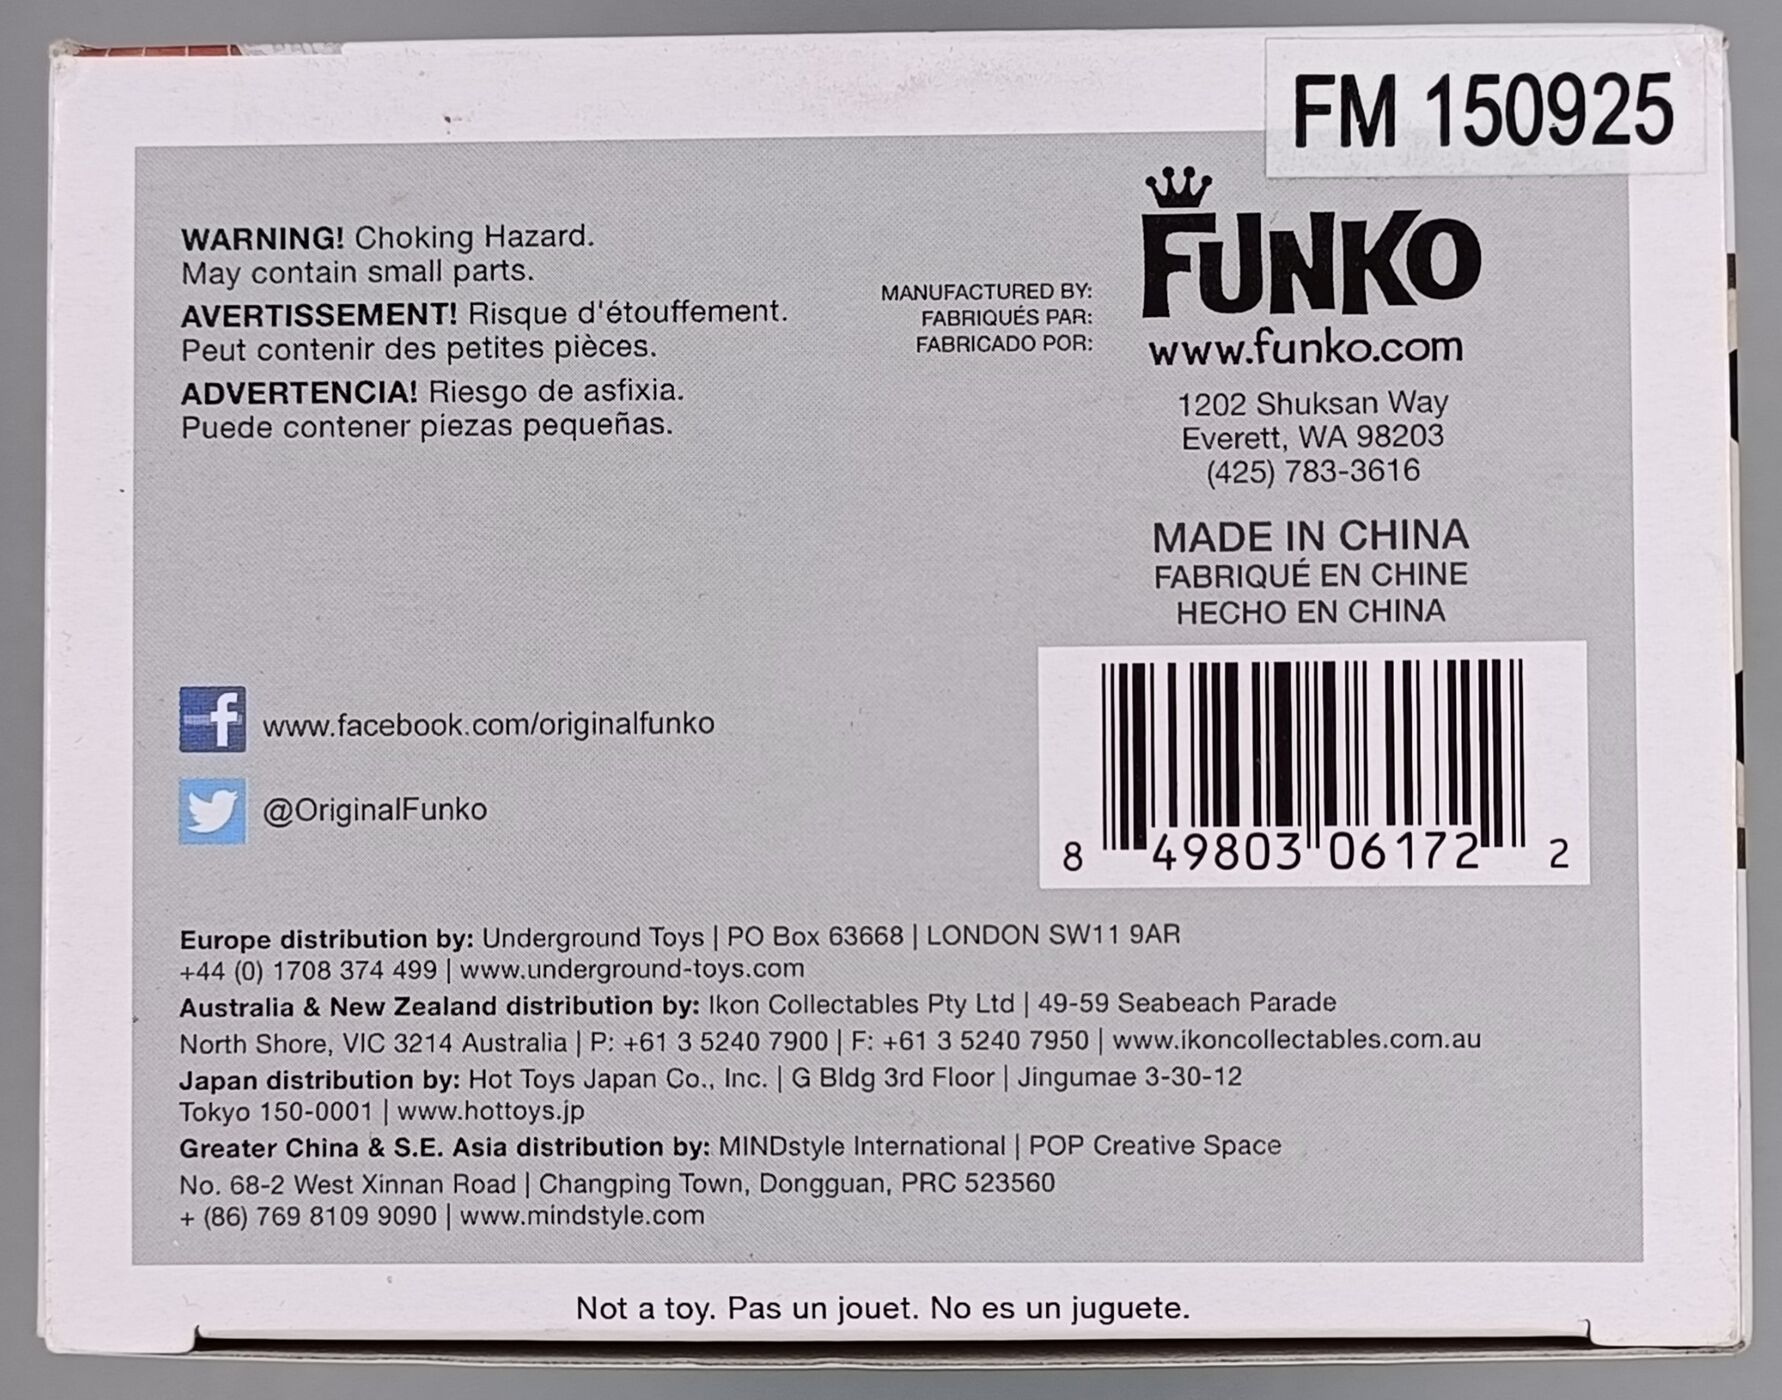 FM 150925
WARNING! Choking Hazard.
May contain small parts.
AVERTISSEMENT! Risque d'étouffement.
Peut contenir des petites pièces.
ADVERTENCIA! Riesgo de asfixia.
Puede contener piezas pequeñas.
MANUFACTURED BY:
FABRIQUÉS PAR:
FABRICADO POR:
FUNKO
www.funko.com
1202 Shuksan Way
Everett, WA 98203
(425) 783-3616
MADE IN CHINA
FABRIQUÉ EN CHINE
HECHO EN CHINA
f www.facebook.com/originalfunko
@OriginalFunko
8 49803 06172 2
Europe distribution by: Underground Toys | PO Box 63668 | LONDON SW11 9AR
+44 (0) 1708 374 499 | www.underground-toys.com
Australia & New Zealand distribution by: Ikon Collectables Pty Ltd | 49-59 Seabeach Parade
North Shore, VIC 3214 Australia | P: +61 3 5240 7900 | F: +61 3 5240 7950 | www.ikoncollectables.com.au
Japan distribution by: Hot Toys Japan Co., Inc. | G Bldg 3rd Floor | Jingumae 3-30-12
Tokyo 150-0001 | www.hottoys.jp
Greater China & S.E. Asia distribution by: MINDstyle International | POP Creative Space
No. 68-2 West Xinnan Road | Changping Town, Dongguan, PRC 523560
+ (86) 769 8109 9090 | www.mindstyle.com
Not a toy. Pas un jouet. No es un juguete.